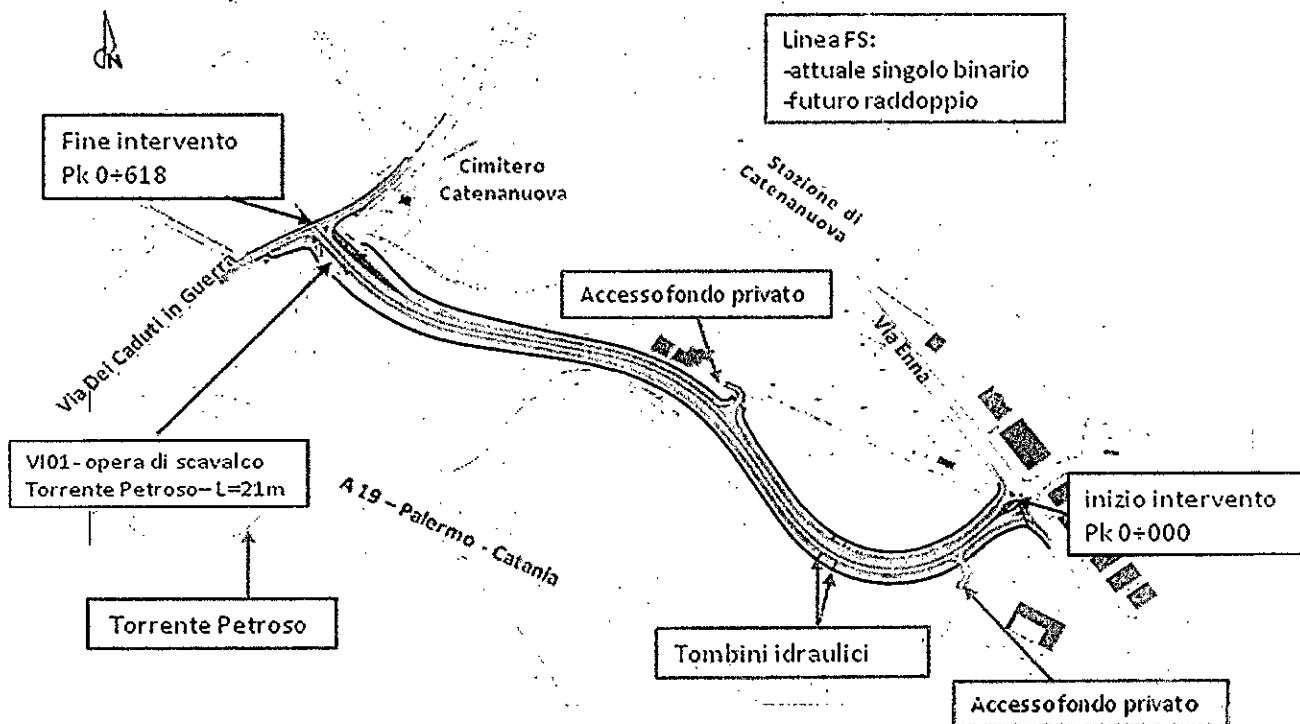 N
Linea FS:
-attuale singolo binario
-futuro raddoppio
Fine intervento
Pk 0+618
Cimitero
Catenanuova
Stazione di
Catenanuova
Accesso fondo privato
Via Enna
Via Dei Caduti in Guerra
VI01- opera di scavalco
Torrente Petroso– L=21m
A 19 – Palermo - Catania
inizio intervento
Pk 0+000
Torrente Petroso
Tombini idraulici
Accesso fondo privato